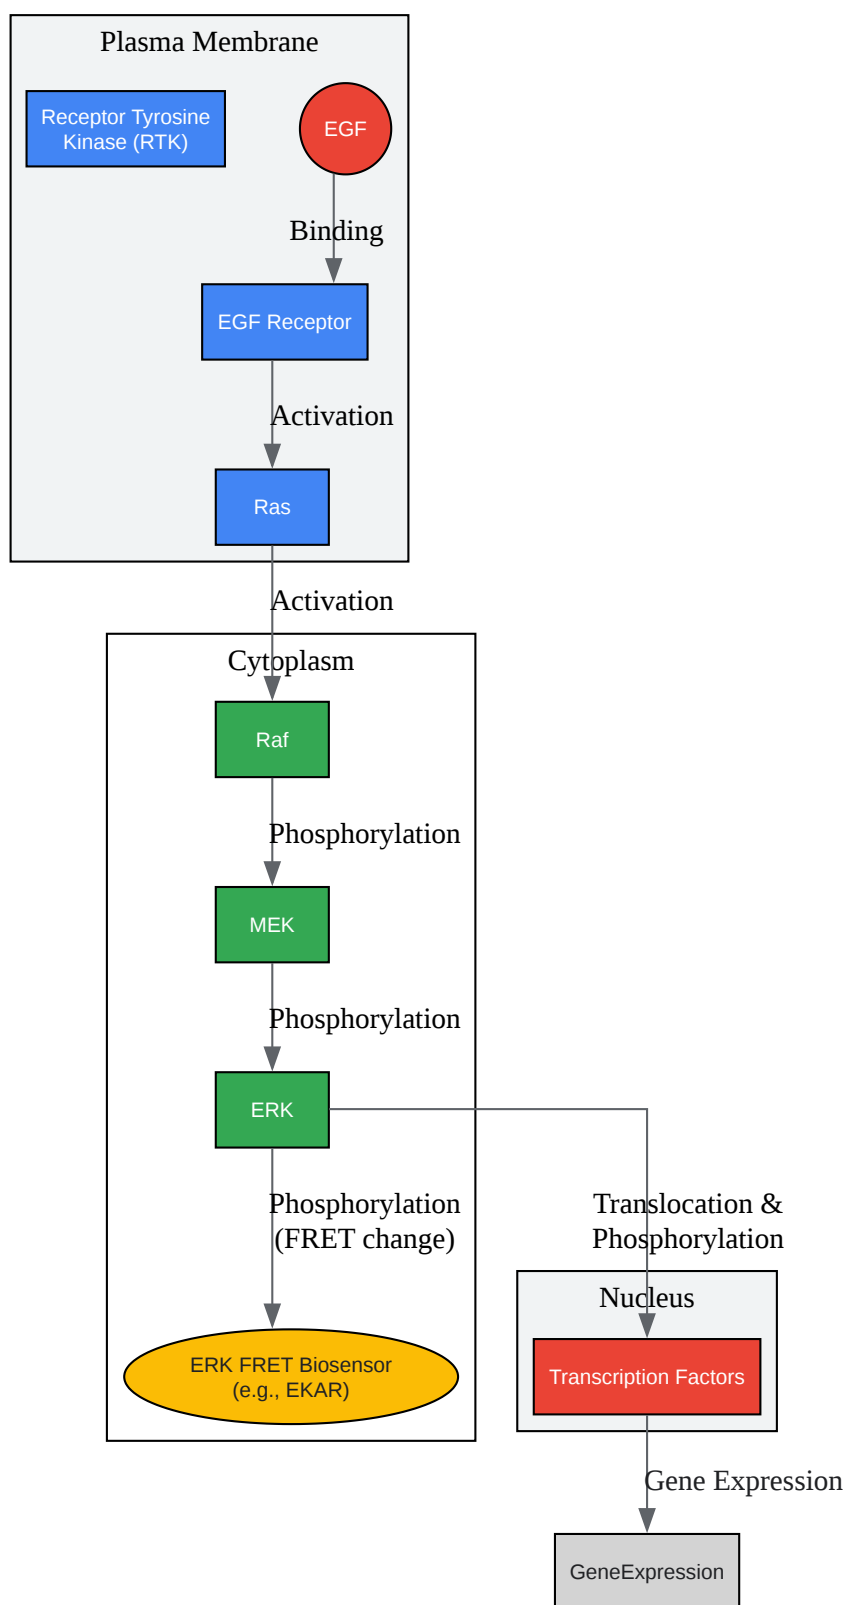 Plasma Membrane
Receptor Tyrosine
Kinase (RTK)
EGF
Binding
EGF Receptor
Activation
Ras
Activation
Cytoplasm
Raf
Phosphorylation
MEK
Phosphorylation
ERK
Phosphorylation
(FRET change)
Translocation &
Phosphorylation
Nucleus
ERK FRET Biosensor
(e.g., EKAR)
Transcription Factors
Gene Expression
GeneExpression